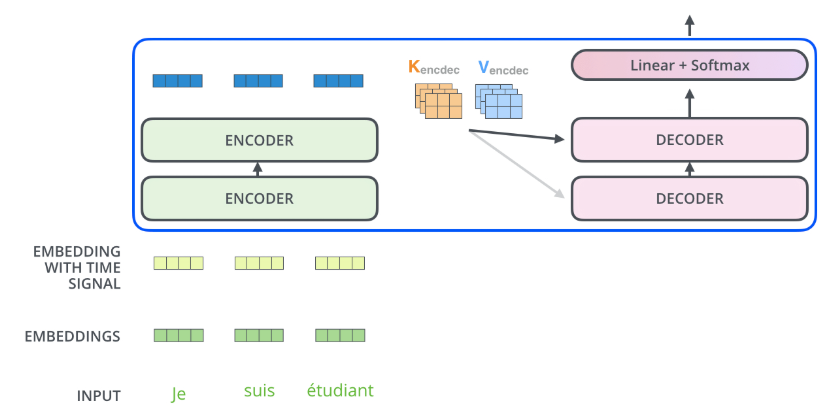 Kencdec
Vencdec
Linear + Softmax
ENCODER
DECODER
ENCODER
DECODER
EMBEDDING
WITH TIME
SIGNAL
EMBEDDINGS
INPUT
Je
suis
étudiant